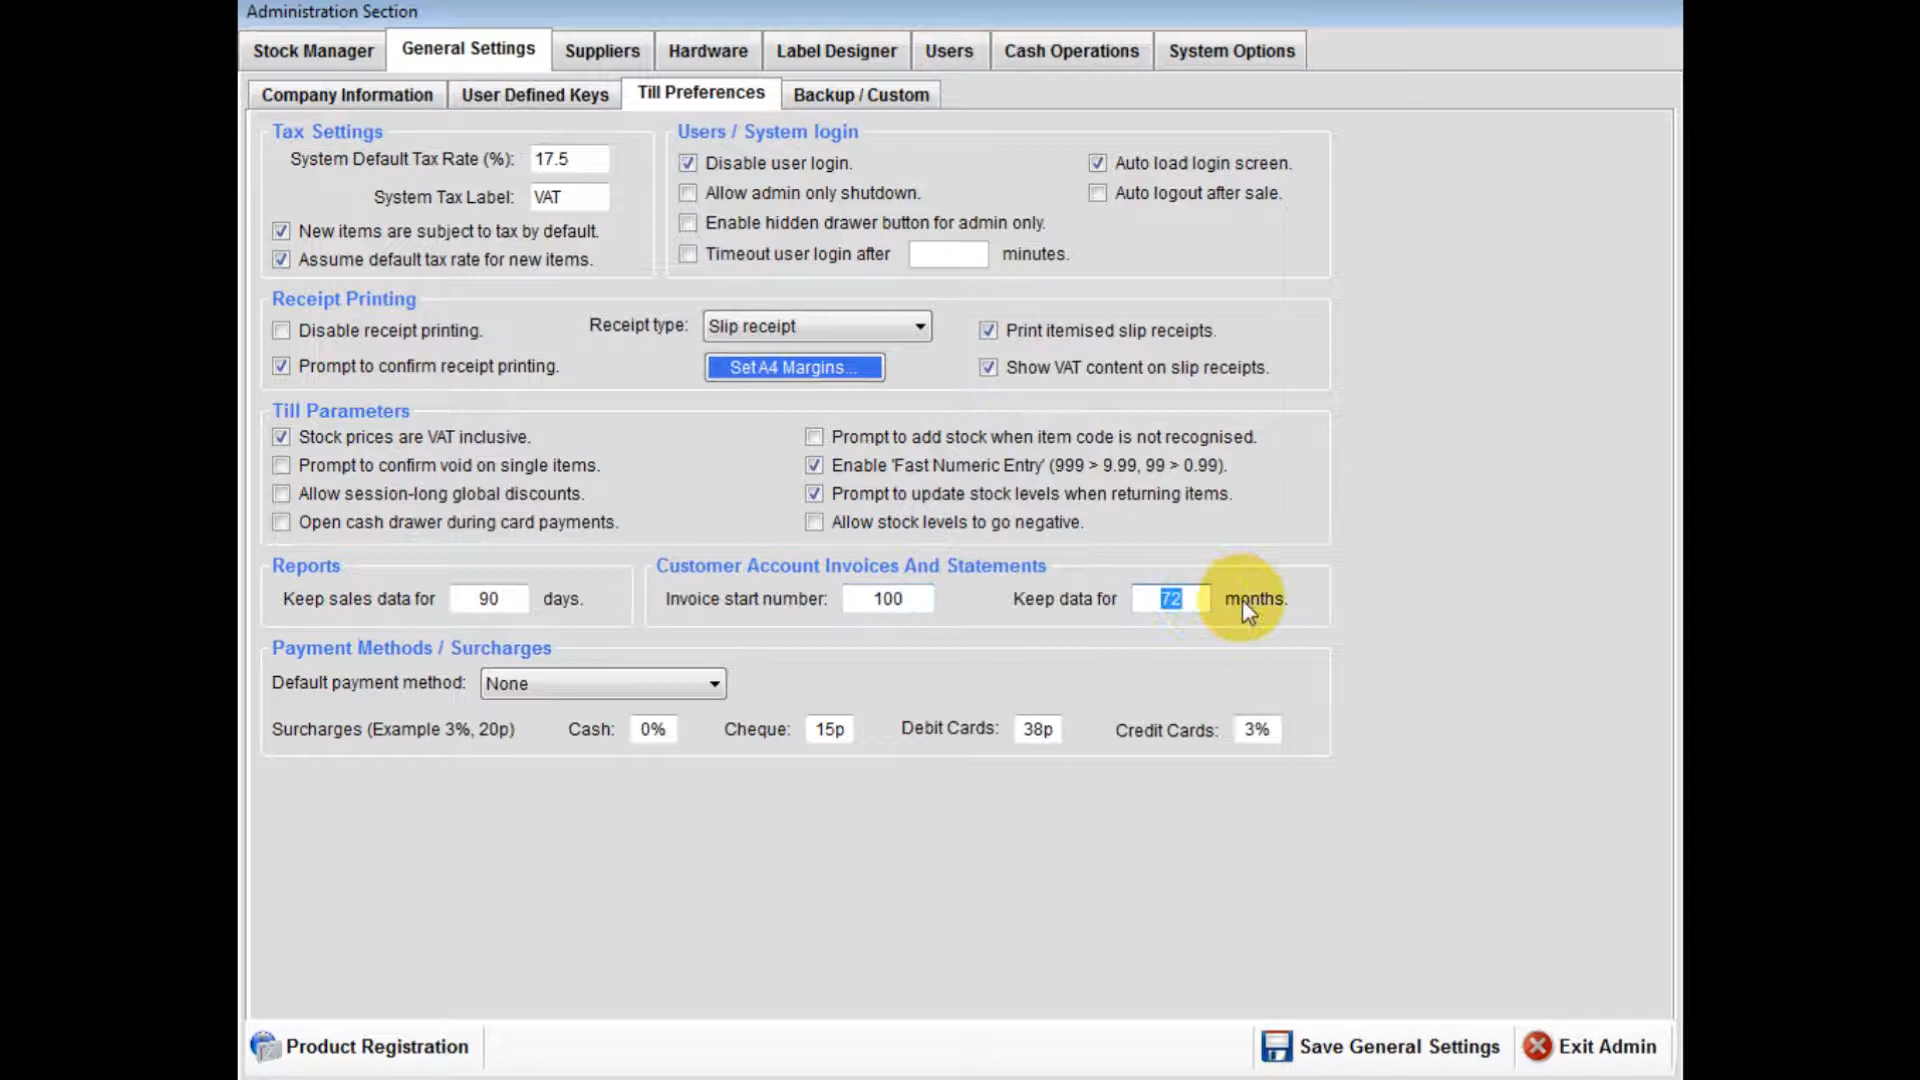 Administration Section
Stock Manager General Settings Suppliers Hardware Label Designer Users Cash Operations System Options
Company Information User Defined Keys Till Preferences Backup / Custom
Tax Settings
System Default Tax Rate (%): 17.5
System Tax Label: VAT
New items are subject to tax by default.
Assume default tax rate for new items.
Users / System login
Disable user login. Auto load login screen.
Allow admin only shutdown. Auto logout after sale.
Enable hidden drawer button for admin only.
Timeout user login after minutes.
Receipt Printing
Disable receipt printing. Receipt type: Slip receipt Print itemised slip receipts.
Prompt to confirm receipt printing. Set A4 Margins... Show VAT content on slip receipts.
Till Parameters
Stock prices are VAT inclusive. Prompt to add stock when item code is not recognised.
Prompt to confirm void on single items. Enable 'Fast Numeric Entry' (999 > 9.99, 99 > 0.99).
Allow session-long global discounts. Prompt to update stock levels when returning items.
Open cash drawer during card payments. Allow stock levels to go negative.
Reports
Keep sales data for 90 days.
Customer Account Invoices And Statements
Invoice start number: 100 Keep data for 72 months.
Payment Methods / Surcharges
Default payment method: None
Surcharges (Example 3%, 20p) Cash: 0% Cheque: 15p Debit Cards: 38p Credit Cards: 3%
Product Registration Save General Settings Exit Admin